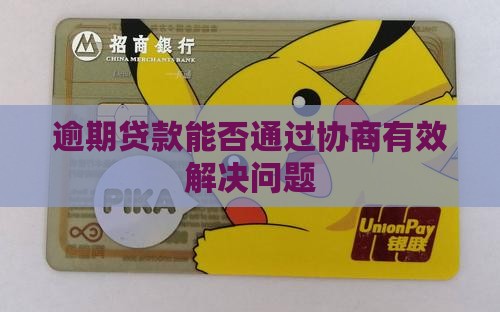 招商银行
CHINA MERCHANTS BANK
逾期贷款能否通过协商有效
解决问题
PIKA
UnionPay
银联